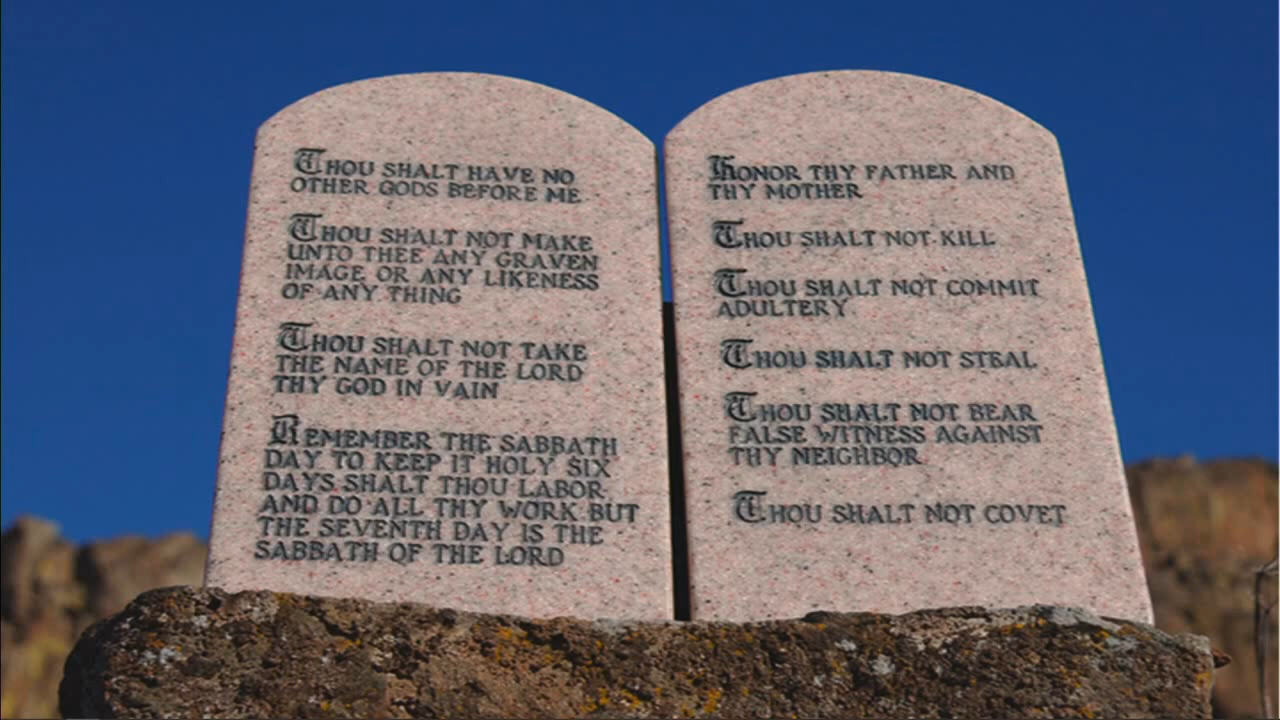 THOU SHALT HAVE NO
OTHER GODS BEFORE ME
THOU SHALT NOT MAKE
UNTO THEE ANY GRAVEN
IMAGE OR ANY LIKENESS
OF ANY THING
THOU SHALT NOT TAKE
THE NAME OF THE LORD
THY GOD IN VAIN
REMEMBER THE SABBATH
DAY TO KEEP IT HOLY SIX
DAYS SHALT THOU LABOR
AND DO ALL THY WORK BUT
THE SEVENTH DAY IS THE
SABBATH OF THE LORD
HONOR THY FATHER AND
THY MOTHER
THOU SHALT NOT KILL
THOU SHALT NOT COMMIT
ADULTERY
THOU SHALT NOT STEAL
THOU SHALT NOT BEAR
FALSE WITNESS AGAINST
THY NEIGHBOR
THOU SHALT NOT COVET